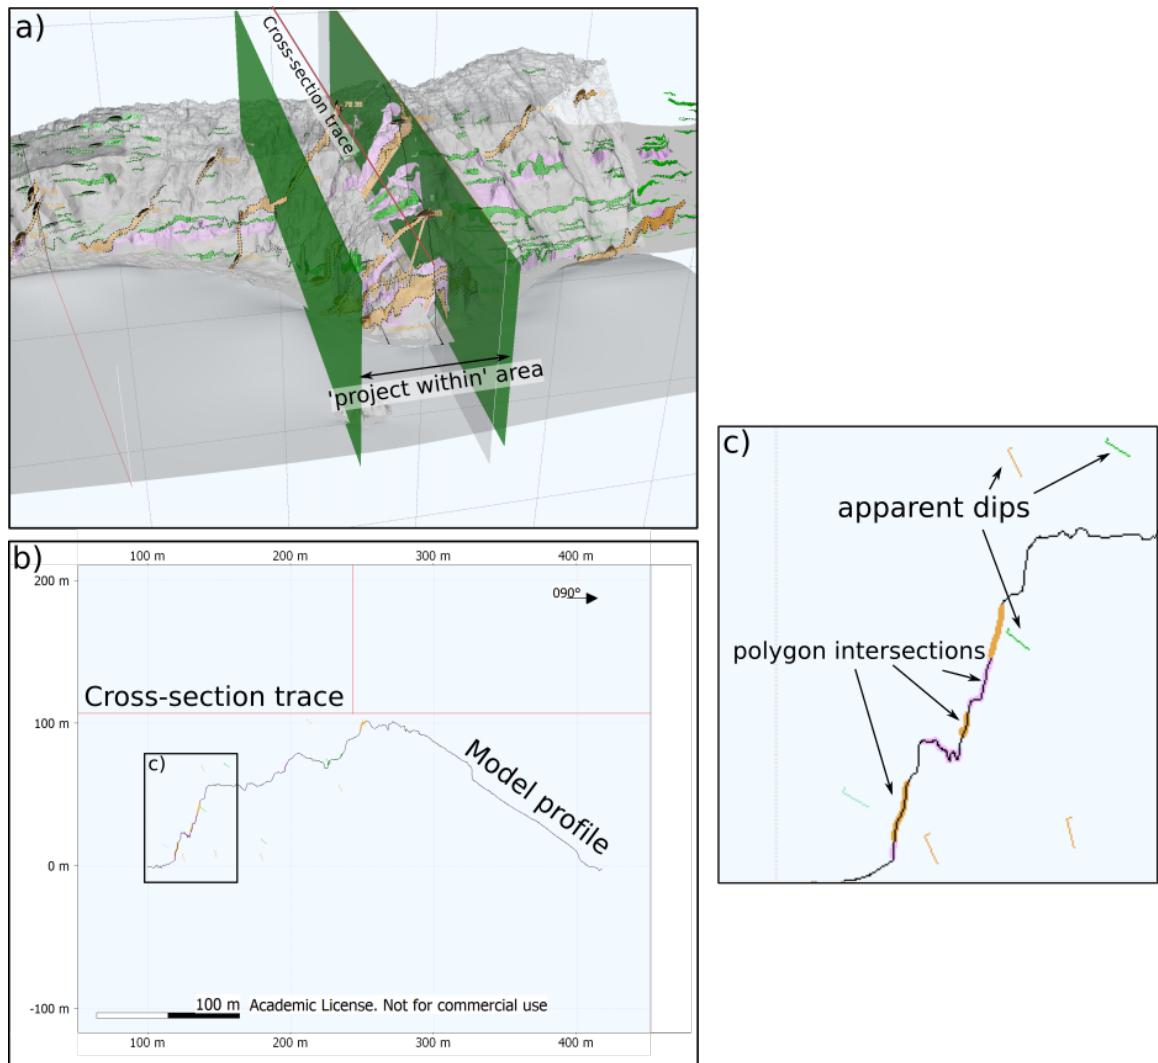 a)
Cross-section trace
'project within' area
b)
100 m 200 m 300 m 400 m
200 m
090°
Cross-section trace
100 m
c)
Model profile
0 m
100 m Academic License. Not for commercial use
-100 m
100 m 200 m 300 m 400 m
c)
apparent dips
polygon intersections